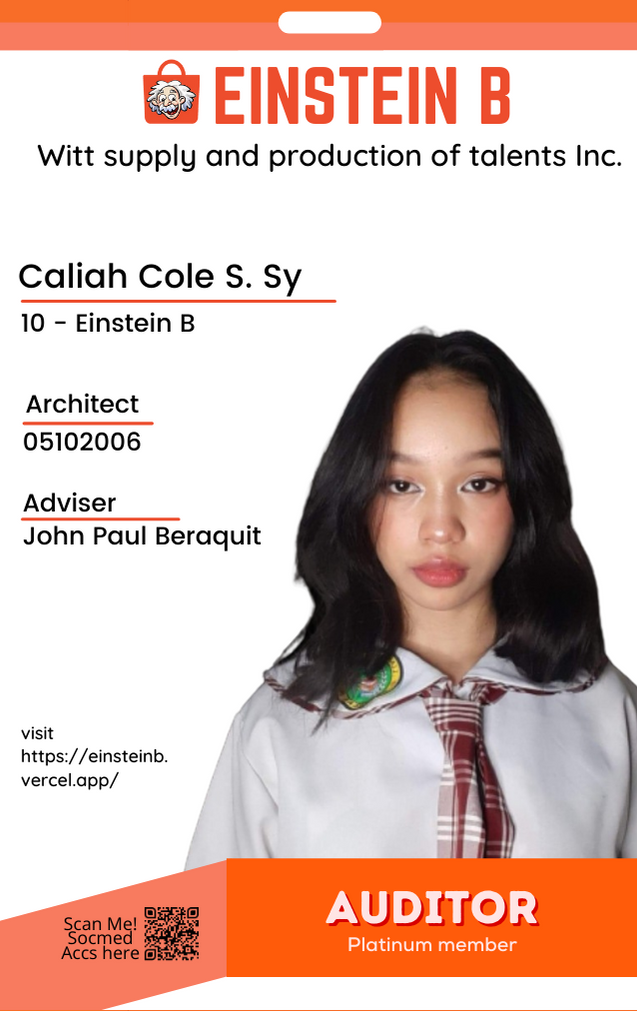 EINSTEIN B
Witt supply and production of talents Inc.
Caliah Cole S. Sy
10 - Einstein B
Architect
05102006
Adviser
John Paul Beraquit
visit
https://einsteinb.
vercel.app/
Scan Me!
Socmed
Accs here
AUDITOR
Platinum member